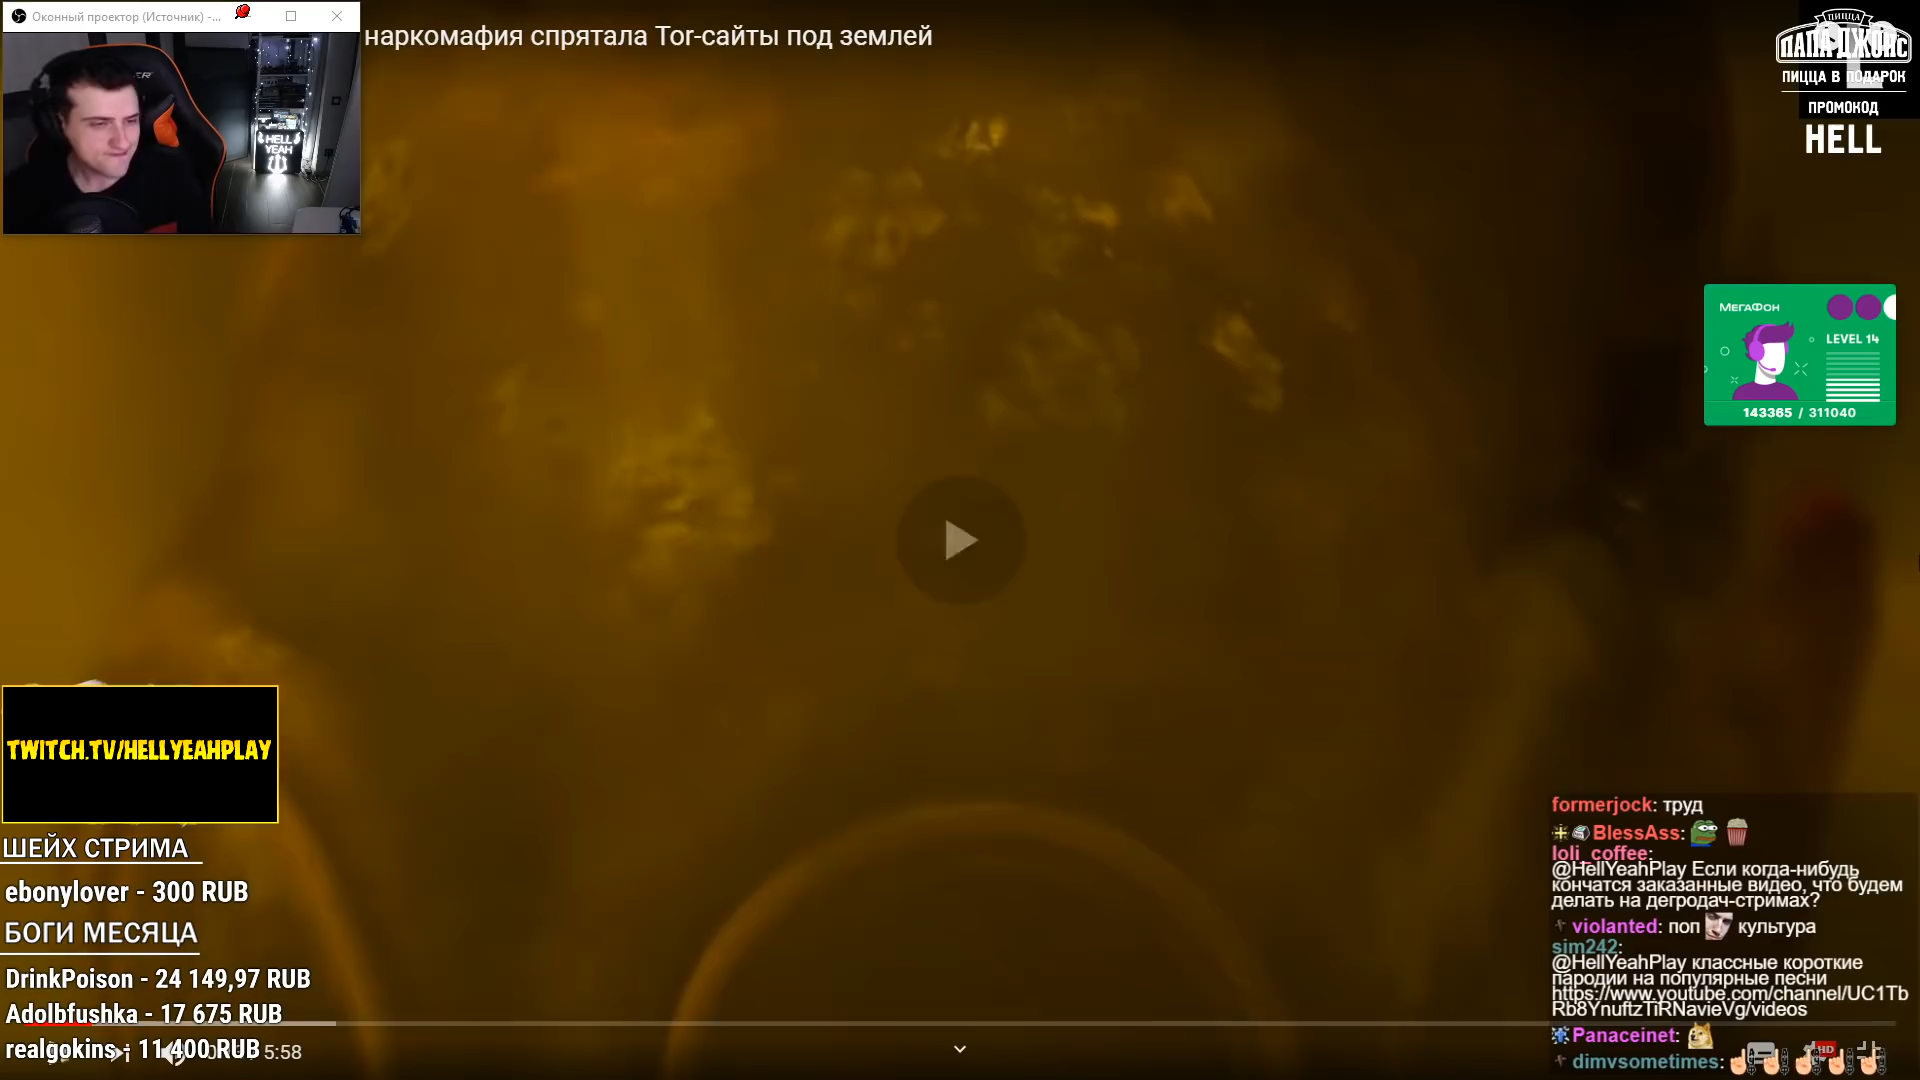 Оконный проектор (Источник) -...
наркомафия спрятала Tor-сайты под землей
HELL
YEAH
ПИЦЦА
ПАПА ДЖОНС
ПИЦЦА В ПОДАРОК
ПРОМОКОД
HELL
МЕГАФОН
LEVEL 14
143365 / 311040
TWITCH.TV/HELLYEAHPLAY
ШЕЙХ СТРИМА
ebonylover - 300 RUB
БОГИ МЕСЯЦА
DrinkPoison - 24 149,97 RUB
Adolbfushka - 17 675 RUB
realgokins - 11 400 RUB
5:58
formerjock: труд
BlessAss:
loli_coffee:
@HellYeahPlay Если когда-нибудь
кончатся заказанные видео, что будем
делать на дегродач-стримах?
violanted: поп культура
sim242:
@HellYeahPlay классные короткие
пародии на популярные песни
https://www.youtube.com/channel/UC1Tb
Rb8YnuftzTiRNavieVg/videos
Panaceinet:
dimvsometimes:
HD